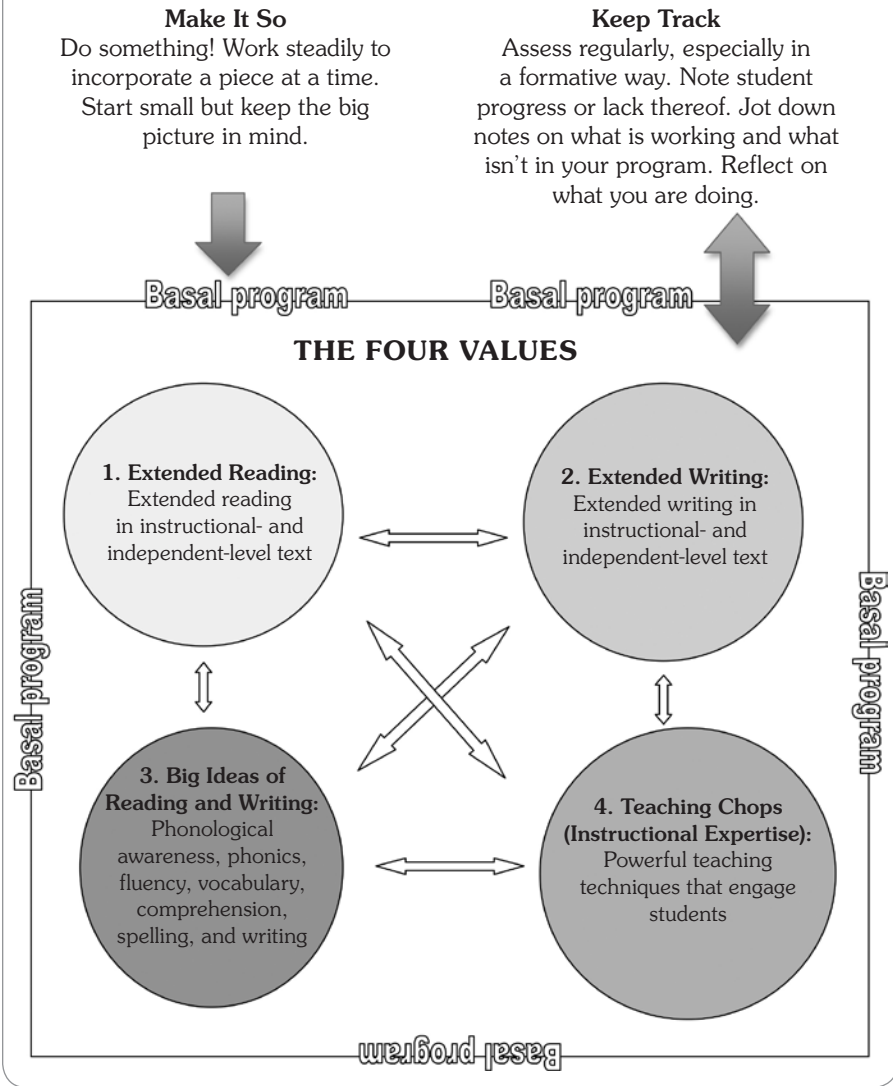 Make It So
Do something! Work steadily to
incorporate a piece at a time.
Start small but keep the big
picture in mind.
Keep Track
Assess regularly, especially in
a formative way. Note student
progress or lack thereof. Jot down
notes on what is working and what
isn’t in your program. Reflect on
what you are doing.
Basal program
Basal program
THE FOUR VALUES
1. Extended Reading:
Extended reading
in instructional- and
independent-level text
2. Extended Writing:
Extended writing in
instructional- and
independent-level text
Basal program
Basal program
3. Big Ideas of
Reading and Writing:
Phonological
awareness, phonics,
fluency, vocabulary,
comprehension,
spelling, and writing
4. Teaching Chops
(Instructional Expertise):
Powerful teaching
techniques that engage
students
Basal program